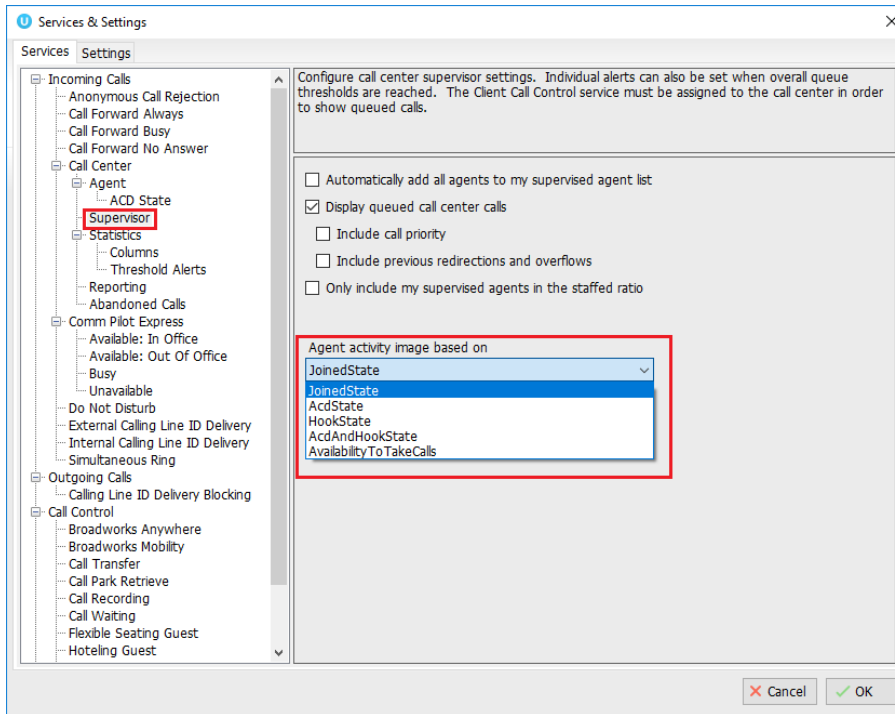 Services & Settings
Services Settings
Incoming Calls
Anonymous Call Rejection
Call Forward Always
Call Forward Busy
Call Forward No Answer
Call Center
Agent
ACD State
Supervisor
Statistics
Columns
Threshold Alerts
Reporting
Abandoned Calls
Comm Pilot Express
Available: In Office
Available: Out Of Office
Busy
Unavailable
Do Not Disturb
External Calling Line ID Delivery
Internal Calling Line ID Delivery
Simultaneous Ring
Outgoing Calls
Calling Line ID Delivery Blocking
Call Control
Broadworks Anywhere
Broadworks Mobility
Call Transfer
Call Park Retrieve
Call Recording
Call Waiting
Flexible Seating Guest
Hoteling Guest
Configure call center supervisor settings. Individual alerts can also be set when overall queue
thresholds are reached. The Client Call Control service must be assigned to the call center in order
to show queued calls.
Automatically add all agents to my supervised agent list
Display queued call center calls
Include call priority
Include previous redirections and overflows
Only include my supervised agents in the staffed ratio
Agent activity image based on
JoinedState
JoinedState
AcdState
HookState
AcdAndHookState
AvailabilityToTakeCalls
Cancel OK